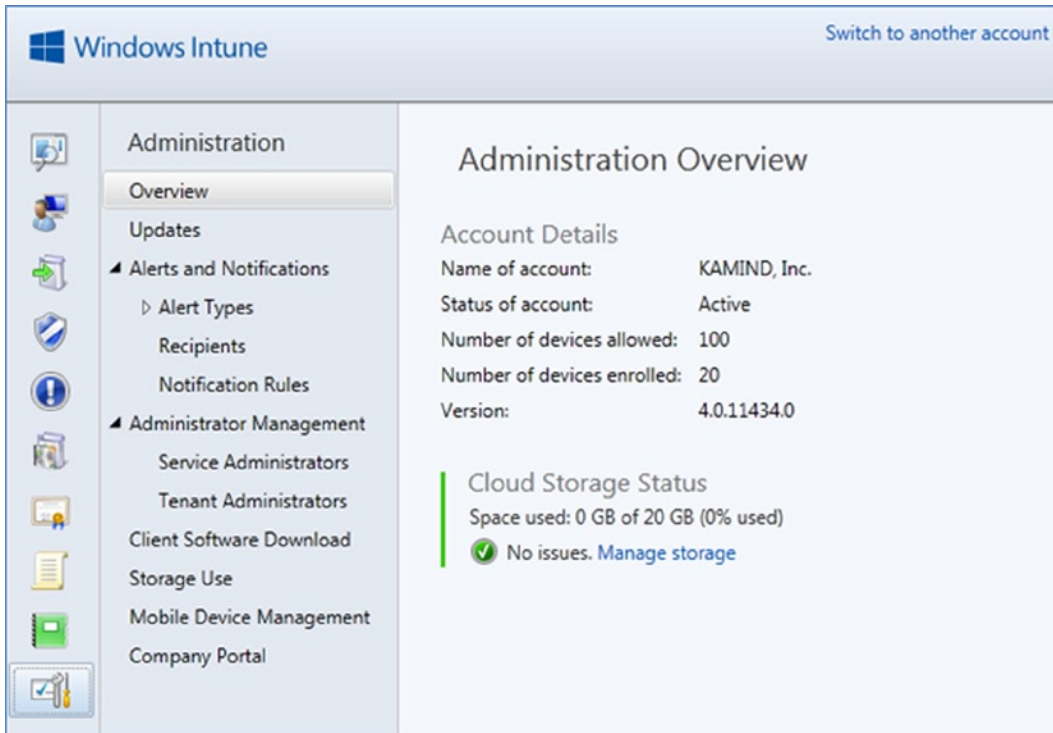 Windows Intune
Switch to another account
Administration
Overview
Updates
Alerts and Notifications
Alert Types
Recipients
Notification Rules
Administrator Management
Service Administrators
Tenant Administrators
Client Software Download
Storage Use
Mobile Device Management
Company Portal
Administration Overview
Account Details
Name of account: KAMIND, Inc.
Status of account: Active
Number of devices allowed: 100
Number of devices enrolled: 20
Version: 4.0.11434.0
Cloud Storage Status
Space used: 0 GB of 20 GB (0% used)
No issues. Manage storage